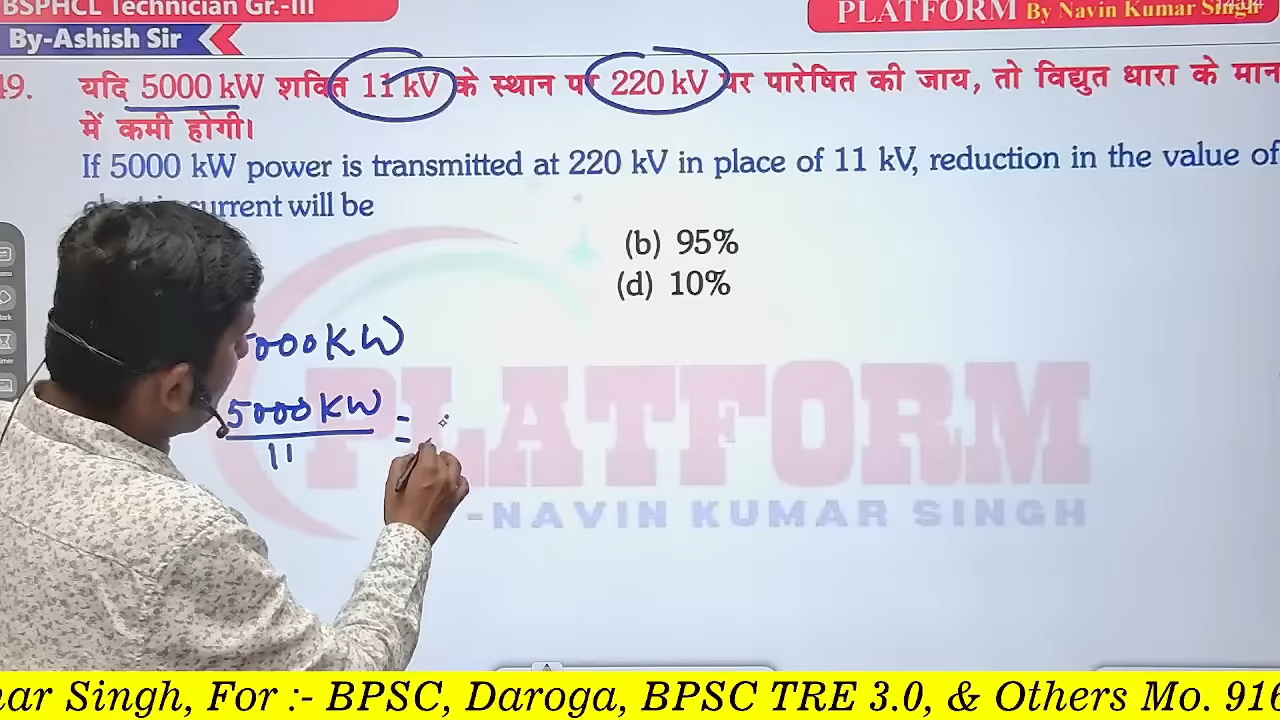 BSPHCL Technician Gr.-III
PLATFORM By Navin Kumar Singh
By-Ashish Sir
49. यदि 5000 kW शक्ति 11 kV के स्थान पर 220 kV पर पारेषित की जाय, तो विद्युत धारा के मान
में कमी होगी।
If 5000 kW power is transmitted at 220 kV in place of 11 kV, reduction in the value of
current will be
(b) 95%
(d) 10%
5000 KW
5000 KW =
11
PLATFORM
-NAVIN KUMAR SINGH
Singh, For :- BPSC, Daroga, BPSC TRE 3.0, & Others Mo. 916